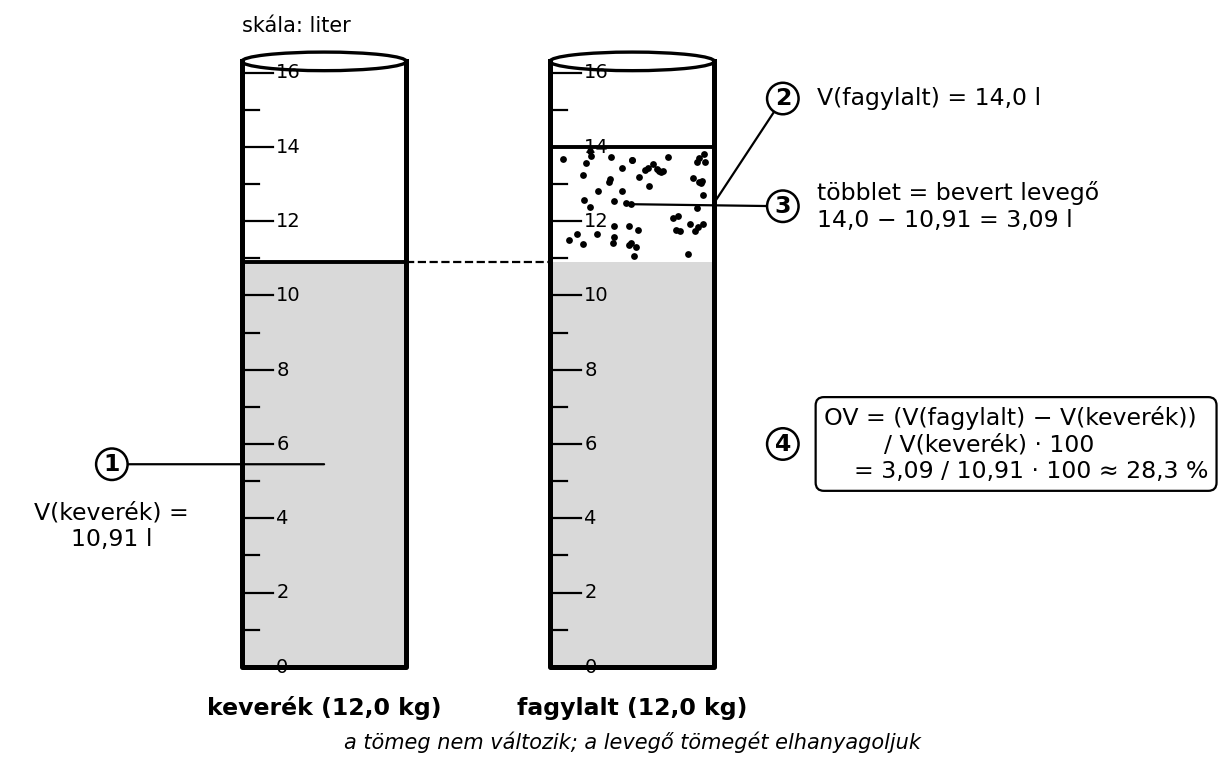 skála: liter
16
14
12
10
8
6
4
2
0
16
14
12
10
8
6
4
2
0
1
V(keverék) =
10,91 l
2 V(fagylalt) = 14,0 l
3 többlet = bevert levegő
14,0 − 10,91 = 3,09 l
4 OV = (V(fagylalt) − V(keverék))
/ V(keverék) · 100
= 3,09 / 10,91 · 100 ≈ 28,3 %
keverék (12,0 kg)
fagylalt (12,0 kg)
a tömeg nem változik; a levegő tömegét elhanyagoljuk